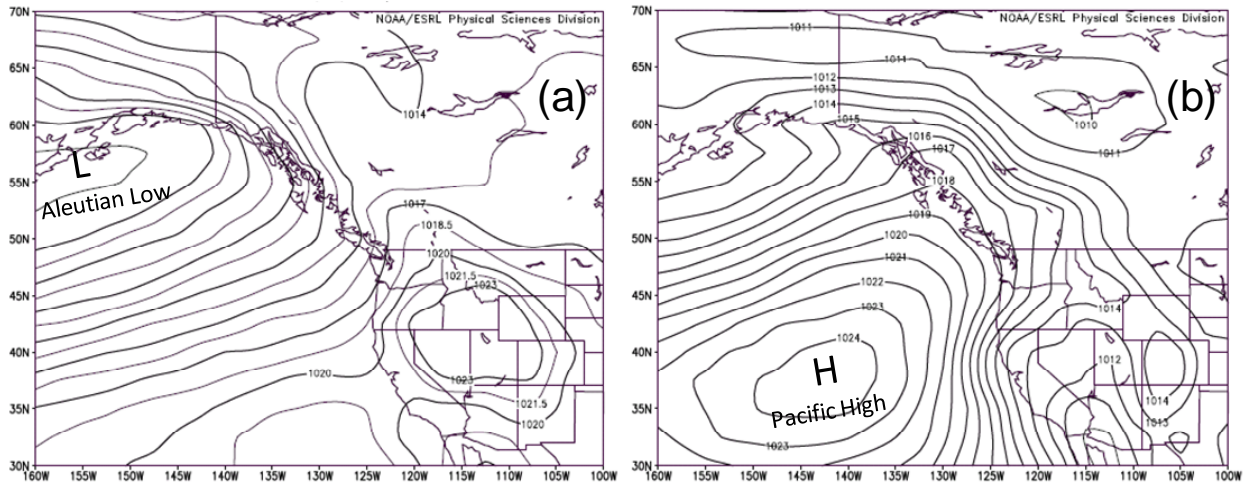 NOAA/ESRL Physical Sciences Division
70N
65N
60N
55N
50N
45N
40N
35N
30N
160W 155W 150W 145W 140W 135W 130W 125W 120W 115W 110W 105W 100W
(a)
1014
L
Aleutian Low
1017
1018.5
1020
1021.5
1023
1020
1023
1021.5
1020
NOAA/ESRL Physical Sciences Division
70N
65N
60N
55N
50N
45N
40N
35N
30N
160W 155W 150W 145W 140W 135W 130W 125W 120W 115W 110W 105W 100W
(b)
1011
1011
1012
1013
1014
1015
1010
1016
1017
1011
1018
1019
1020
1021
1022
1023
1014
1024
1012
H
Pacific High
1014
1013
1023